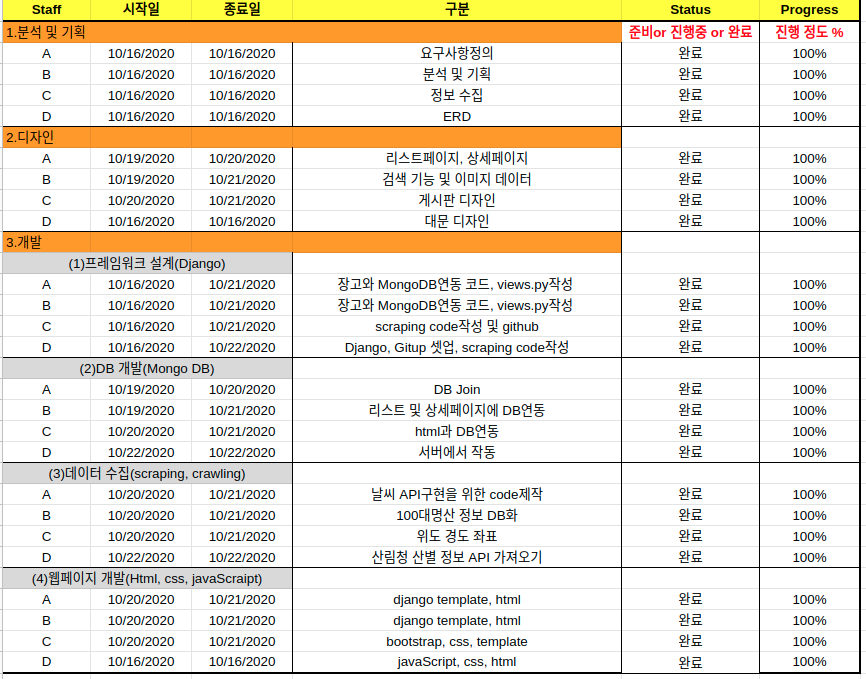 Staff 시작일 종료일 구분 Status Progress
1.분석 및 기획 준비or 진행중 or 완료 진행 정도 %
A 10/16/2020 10/16/2020 요구사항정의 완료 100%
B 10/16/2020 10/16/2020 분석 및 기획 완료 100%
C 10/16/2020 10/16/2020 정보 수집 완료 100%
D 10/16/2020 10/16/2020 ERD 완료 100%
2.디자인
A 10/19/2020 10/20/2020 리스트페이지, 상세페이지 완료 100%
B 10/19/2020 10/21/2020 검색 기능 및 이미지 데이터 완료 100%
C 10/20/2020 10/21/2020 게시판 디자인 완료 100%
D 10/16/2020 10/16/2020 대문 디자인 완료 100%
3.개발
(1)프레임워크 설계(Django)
A 10/16/2020 10/21/2020 장고와 MongoDB연동 코드, views.py작성 완료 100%
B 10/16/2020 10/21/2020 장고와 MongoDB연동 코드, views.py작성 완료 100%
C 10/16/2020 10/21/2020 scraping code작성 및 github 완료 100%
D 10/16/2020 10/22/2020 Django, Gitup 셋업, scraping code작성 완료 100%
(2)DB 개발(Mongo DB)
A 10/19/2020 10/20/2020 DB Join 완료 100%
B 10/19/2020 10/21/2020 리스트 및 상세페이지에 DB연동 완료 100%
C 10/20/2020 10/21/2020 html과 DB연동 완료 100%
D 10/22/2020 10/22/2020 서버에서 작동 완료 100%
(3)데이터 수집(scraping, crawling)
A 10/20/2020 10/21/2020 날씨 API구현을 위한 code제작 완료 100%
B 10/20/2020 10/21/2020 100대명산 정보 DB화 완료 100%
C 10/20/2020 10/21/2020 위도 경도 좌표 완료 100%
D 10/22/2020 10/22/2020 산림청 산별 정보 API 가져오기 완료 100%
(4)웹페이지 개발(Html, css, javaScraipt)
A 10/20/2020 10/21/2020 django template, html 완료 100%
B 10/20/2020 10/21/2020 django template, html 완료 100%
C 10/20/2020 10/21/2020 bootstrap, css, template 완료 100%
D 10/16/2020 10/16/2020 javaScript, css, html 완료 100%